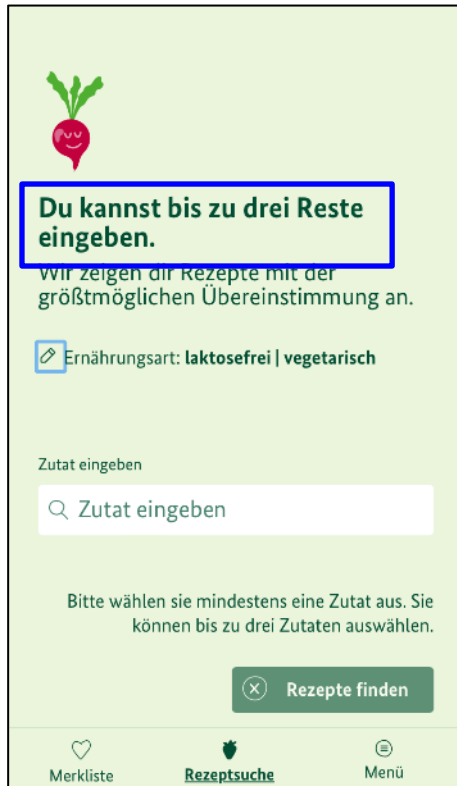 Du kannst bis zu drei Reste
eingeben.
Wir zeigen dir Rezepte mit der
größtmöglichen Übereinstimmung an.
Ernährungsart: laktosefrei | vegetarisch
Zutat eingeben
Zutat eingeben
Bitte wählen sie mindestens eine Zutat aus. Sie
können bis zu drei Zutaten auswählen.
Rezepte finden
Merkliste
Rezeptsuche
Menü